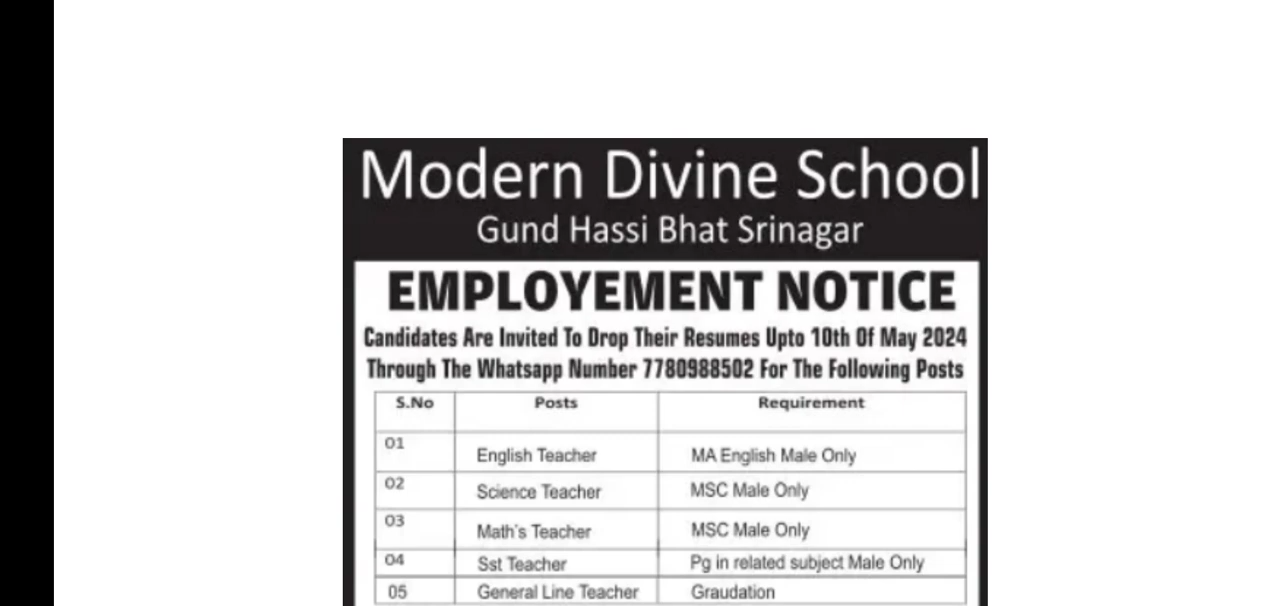 Modern Divine School
Gund Hassi Bhat Srinagar
EMPLOYEMENT NOTICE
Candidates Are Invited To Drop Their Resumes Upto 10th Of May 2024
Through The Whatsapp Number 7780988502 For The Following Posts
S.No Posts Requirement
01 English Teacher MA English Male Only
02 Science Teacher MSC Male Only
03 Math's Teacher MSC Male Only
04 Sst Teacher Pg in related subject Male Only
05 General Line Teacher Graudation